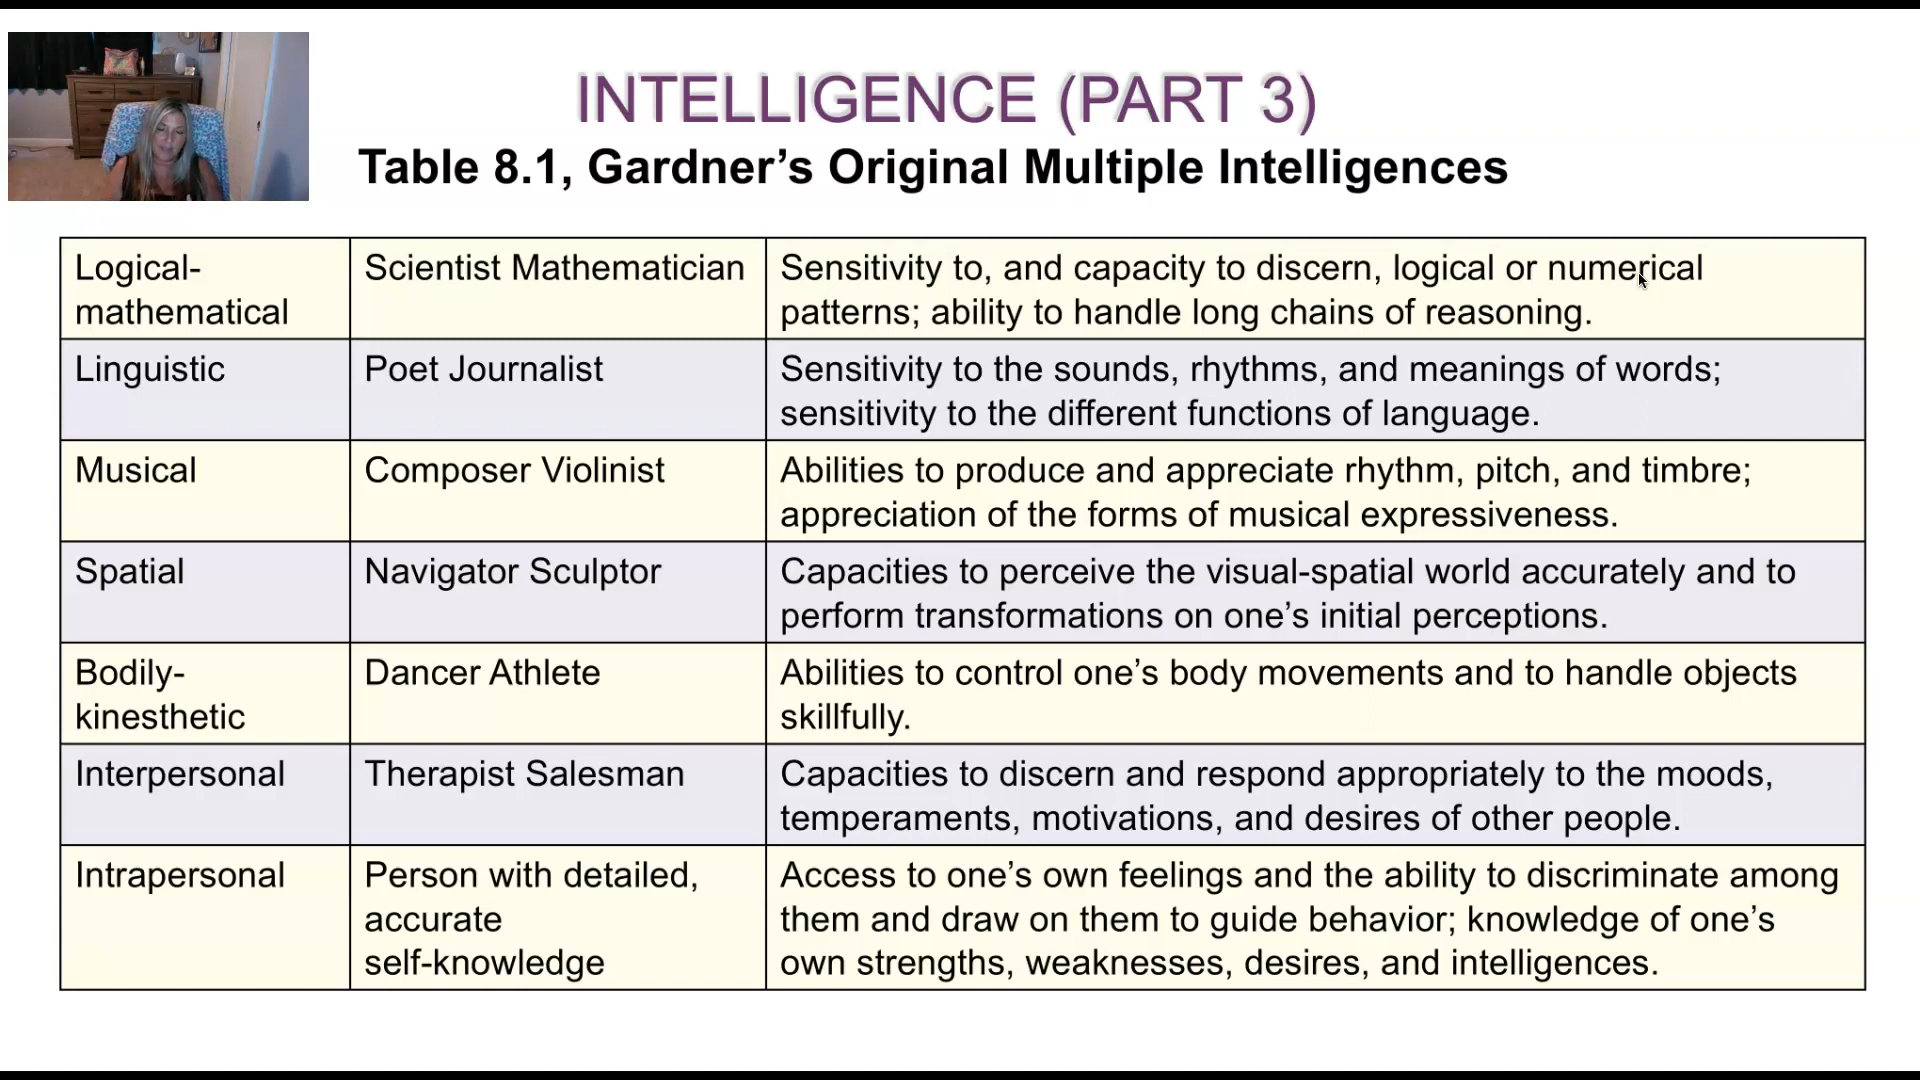 INTELLIGENCE (PART 3)
Table 8.1, Gardner’s Original Multiple Intelligences
Logical-
mathematical
Scientist Mathematician
Sensitivity to, and capacity to discern, logical or numerical
patterns; ability to handle long chains of reasoning.
Linguistic
Poet Journalist
Sensitivity to the sounds, rhythms, and meanings of words;
sensitivity to the different functions of language.
Musical
Composer Violinist
Abilities to produce and appreciate rhythm, pitch, and timbre;
appreciation of the forms of musical expressiveness.
Spatial
Navigator Sculptor
Capacities to perceive the visual-spatial world accurately and to
perform transformations on one’s initial perceptions.
Bodily-
kinesthetic
Dancer Athlete
Abilities to control one’s body movements and to handle objects
skillfully.
Interpersonal
Therapist Salesman
Capacities to discern and respond appropriately to the moods,
temperaments, motivations, and desires of other people.
Intrapersonal
Person with detailed,
accurate
self-knowledge
Access to one’s own feelings and the ability to discriminate among
them and draw on them to guide behavior; knowledge of one’s
own strengths, weaknesses, desires, and intelligences.